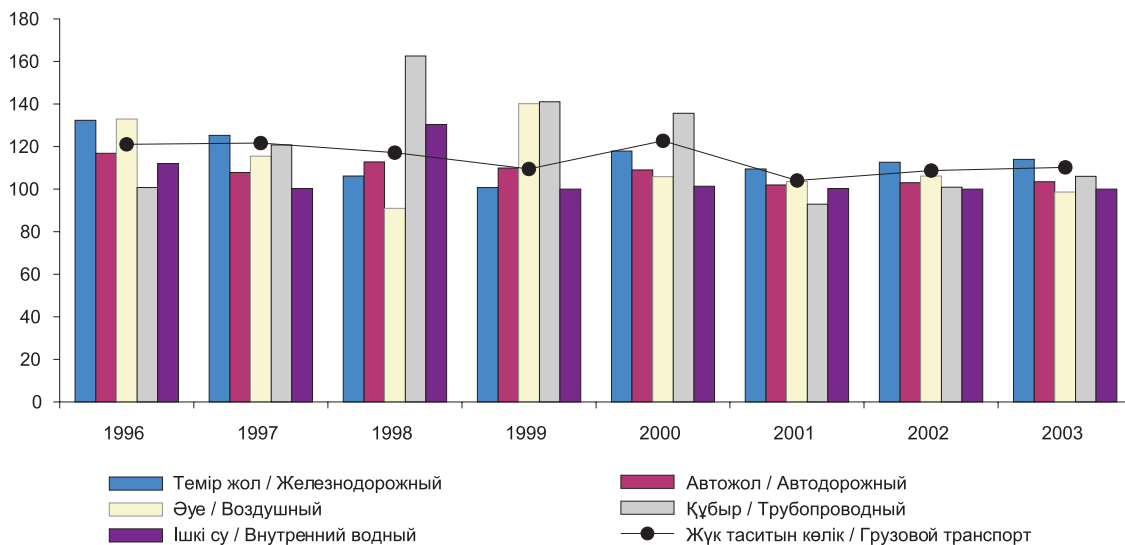 180
160
140
120
100
80
60
40
20
0
1996 1997 1998 1999 2000 2001 2002 2003
Темір жол / Железнодорожный
Автожол / Автодорожный
Әуе / Воздушный
Құбыр / Трубопроводный
Ішкі су / Внутренний водный
Жүк таситын көлік / Грузовой транспорт